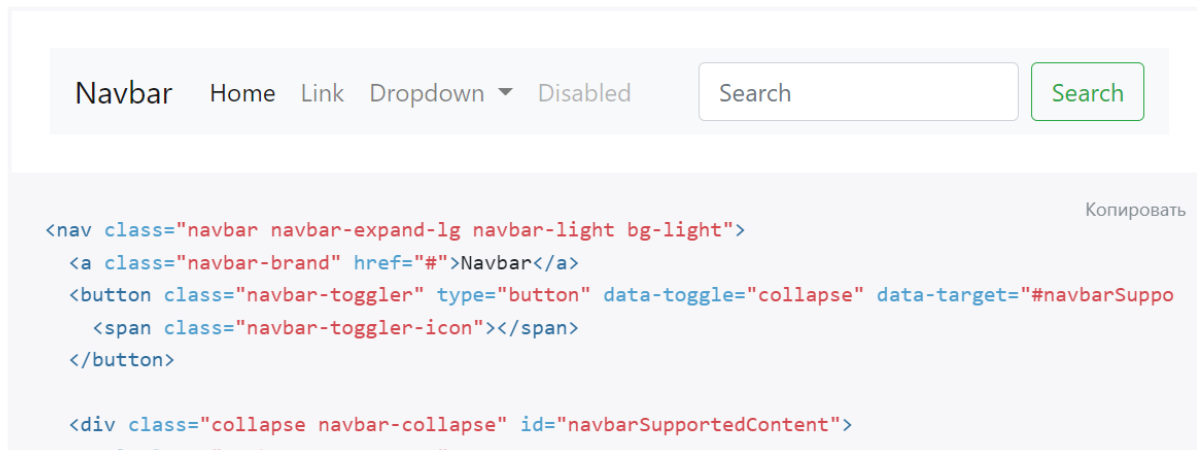 Navbar Home Link Dropdown Disabled Search Search
Копировать
<nav class="navbar navbar-expand-lg navbar-light bg-light">
<a class="navbar-brand" href="#">Navbar</a>
<button class="navbar-toggler" type="button" data-toggle="collapse" data-target="#navbarSuppo
<span class="navbar-toggler-icon"></span>
</button>
<div class="collapse navbar-collapse" id="navbarSupportedContent">